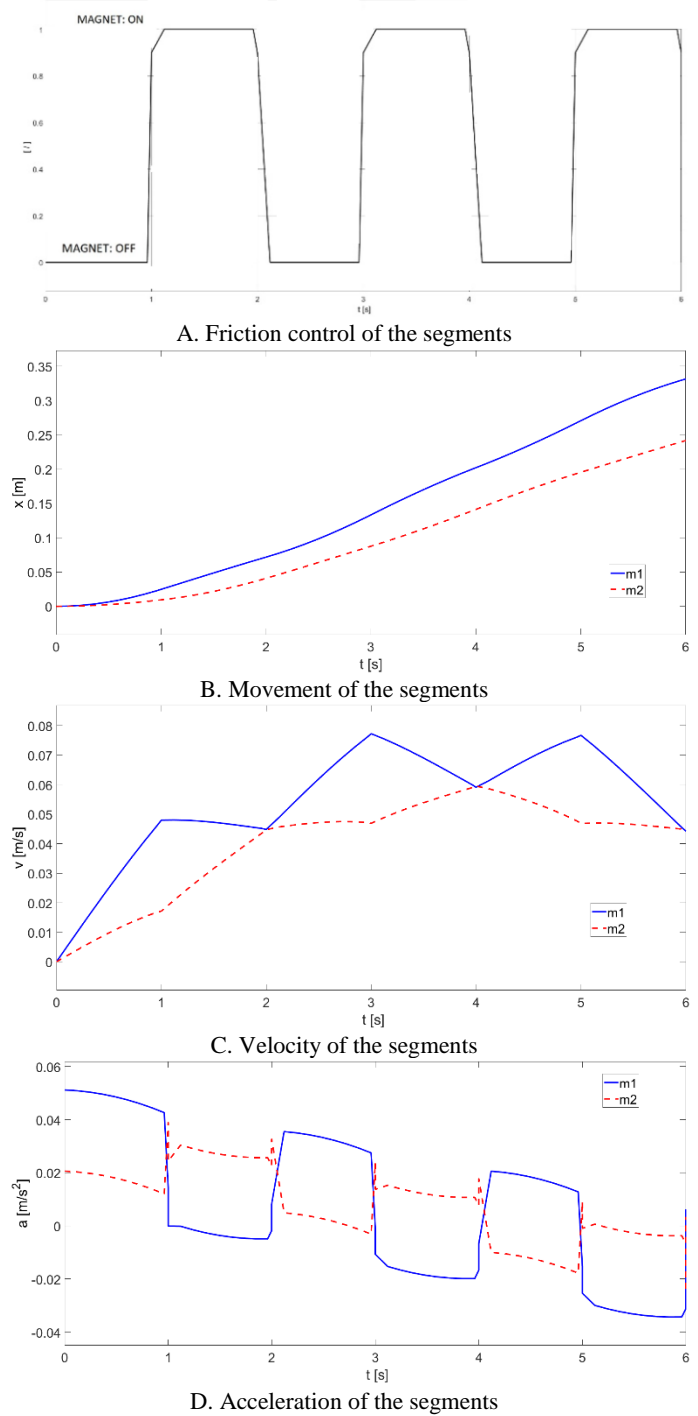 MAGNET: ON
1
0.8
0.6
[ / ]
0.4
0.2
MAGNET: OFF
0
0 1 2 3 4 5 6
t [s]
A. Friction control of the segments
0.35
0.3
0.25
0.2
x [m]
0.15
0.1
0.05
0
m1
m2
0 1 2 3 4 5 6
t [s]
B. Movement of the segments
0.08
0.07
0.06
0.05
v [m/s]
0.04
0.03
0.02
0.01
0
m1
m2
0 1 2 3 4 5 6
t [s]
C. Velocity of the segments
0.06
m1
m2
0.04
0.02
a [m/s²]
0
-0.02
-0.04
0 1 2 3 4 5 6
t [s]
D. Acceleration of the segments